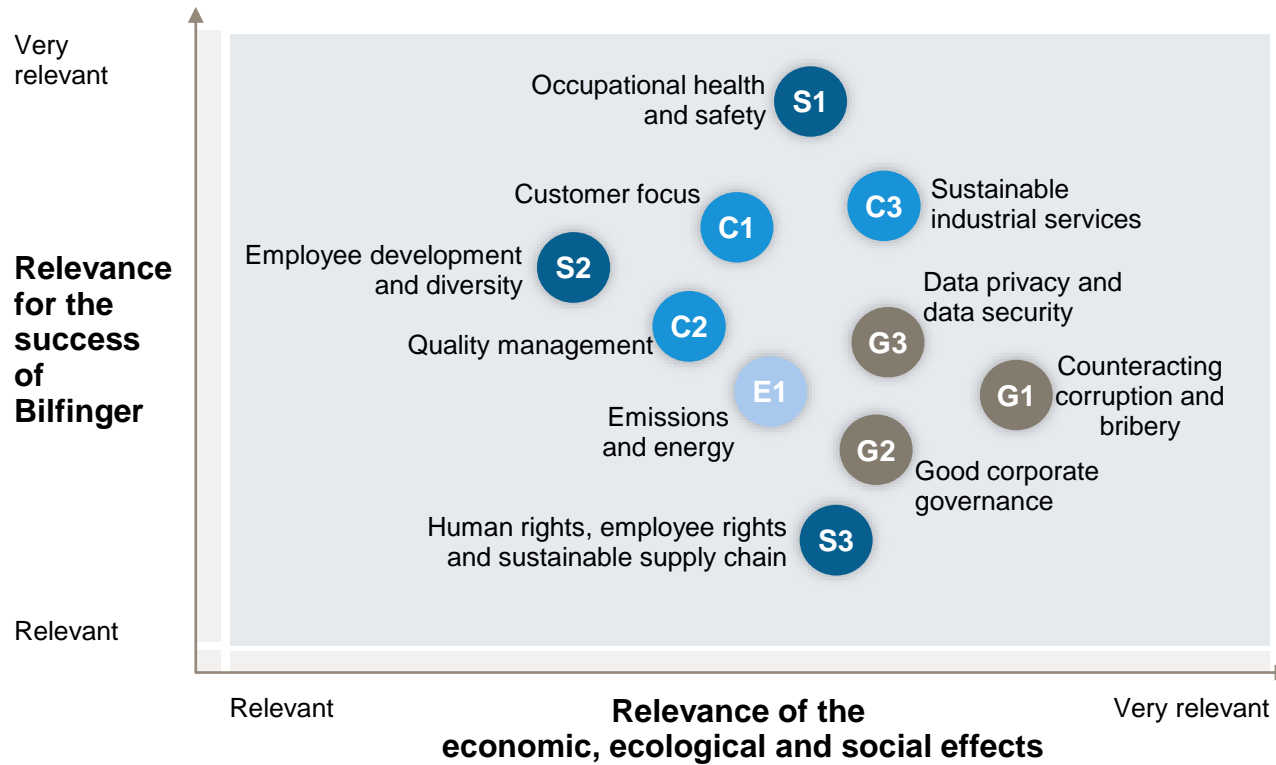 Very
relevant
Occupational health
and safety
S1
Customer focus
C1
C3
Sustainable
industrial services
Employee development
and diversity
S2
Relevance
for the
success
of
Bilfinger
Data privacy and
data security
Quality management
C2
G3
Counteracting
corruption and
bribery
G1
E1
Emissions
and energy
G2
Good corporate
governance
Human rights, employee rights
and sustainable supply chain
S3
Relevant
Relevant
Relevance of the
economic, ecological and social effects
Very relevant